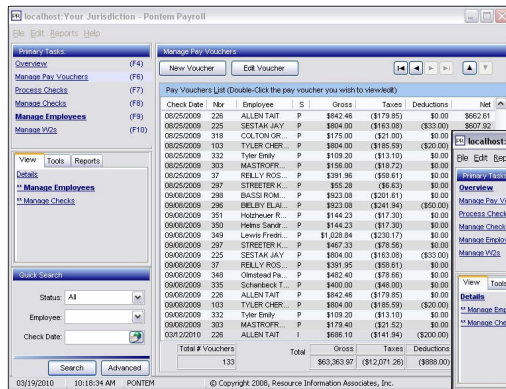 PR localhost:Your Jurisdiction - Pontem Payroll
File Edit Reports Help
Primary Tasks:
Overview (F4)
Manage Pay Vouchers (F6)
Process Checks (F7)
Manage Checks (F8)
Manage Employees (F9)
Manage W2s (F10)
View Tools Reports
Details
** Manage Employees
** Manage Checks
Quick Search
Status: All
Employee:
Check Date:
Search Advanced
Manage Pay Vouchers
New Voucher Edit Voucher
Pay Vouchers List (Double-Click the pay voucher you wish to view/edit)
Check Date Nbr Employee S Gross Taxes Deductions Net
08/25/2009 226 ALLEN TAIT P $842.46 ($179.85) $0.00 $662.61
08/25/2009 225 SESTAK JAY P $804.00 ($163.08) ($33.00) $607.92
08/25/2009 318 COLTON GR... P $175.00 ($21.00) $0.00
08/25/2009 103 TYLER CHER... P $804.00 ($185.59) ($20.00)
08/25/2009 332 Tyler Emily P $109.20 ($13.10) $0.00
08/25/2009 303 MASTROFR... P $156.00 ($18.72) $0.00
08/25/2009 37 REILLY ROS... P $391.96 ($58.61) $0.00
08/25/2009 297 STREETER K... P $55.28 ($6.63) $0.00
09/08/2009 298 BASSI ROM... P $923.08 ($201.61) $0.00
09/08/2009 296 BIELBY ELAI... P $923.08 ($241.94) ($50.00)
09/08/2009 351 Holzheuer R... P $144.23 ($17.30) $0.00
09/08/2009 350 Helms Sandr... P $144.23 ($17.30) $0.00
09/08/2009 349 Lewis Fredri... P $1,028.84 ($230.17) $0.00
09/08/2009 297 STREETER K... P $467.33 ($78.56) $0.00
09/08/2009 225 SESTAK JAY P $804.00 ($163.08) ($33.00)
09/08/2009 37 REILLY ROS... P $391.95 ($58.61) $0.00
09/08/2009 348 Olmstead Pa... P $482.40 ($78.66) $0.00
09/08/2009 335 Schanbeck T... P $400.00 ($48.00) $0.00
09/08/2009 226 ALLEN TAIT P $842.46 ($179.85) $0.00
09/08/2009 103 TYLER CHER... P $804.00 ($185.59) ($20.00)
09/08/2009 332 Tyler Emily P $109.20 ($13.10) $0.00
09/08/2009 303 MASTROFR... P $179.40 ($21.52) $0.00
03/12/2010 226 ALLEN TAIT I $686.10 ($141.94) ($200.00)
Total # Vouchers Total Gross Taxes Deductions
133 $63,363.97 ($12,071.26) ($889.00)
PR localhost:
File Edit Rep
Primary Tasks
Overview
Manage Pay Vo
Process Check
Manage Checks
Manage Employ
Manage W2s
View Tools
Details
** Manage Emp
** Manage Che
03/19/2010 10:18:34 AM PONTEM © Copyright 2008, Resource Information Associates, Inc.